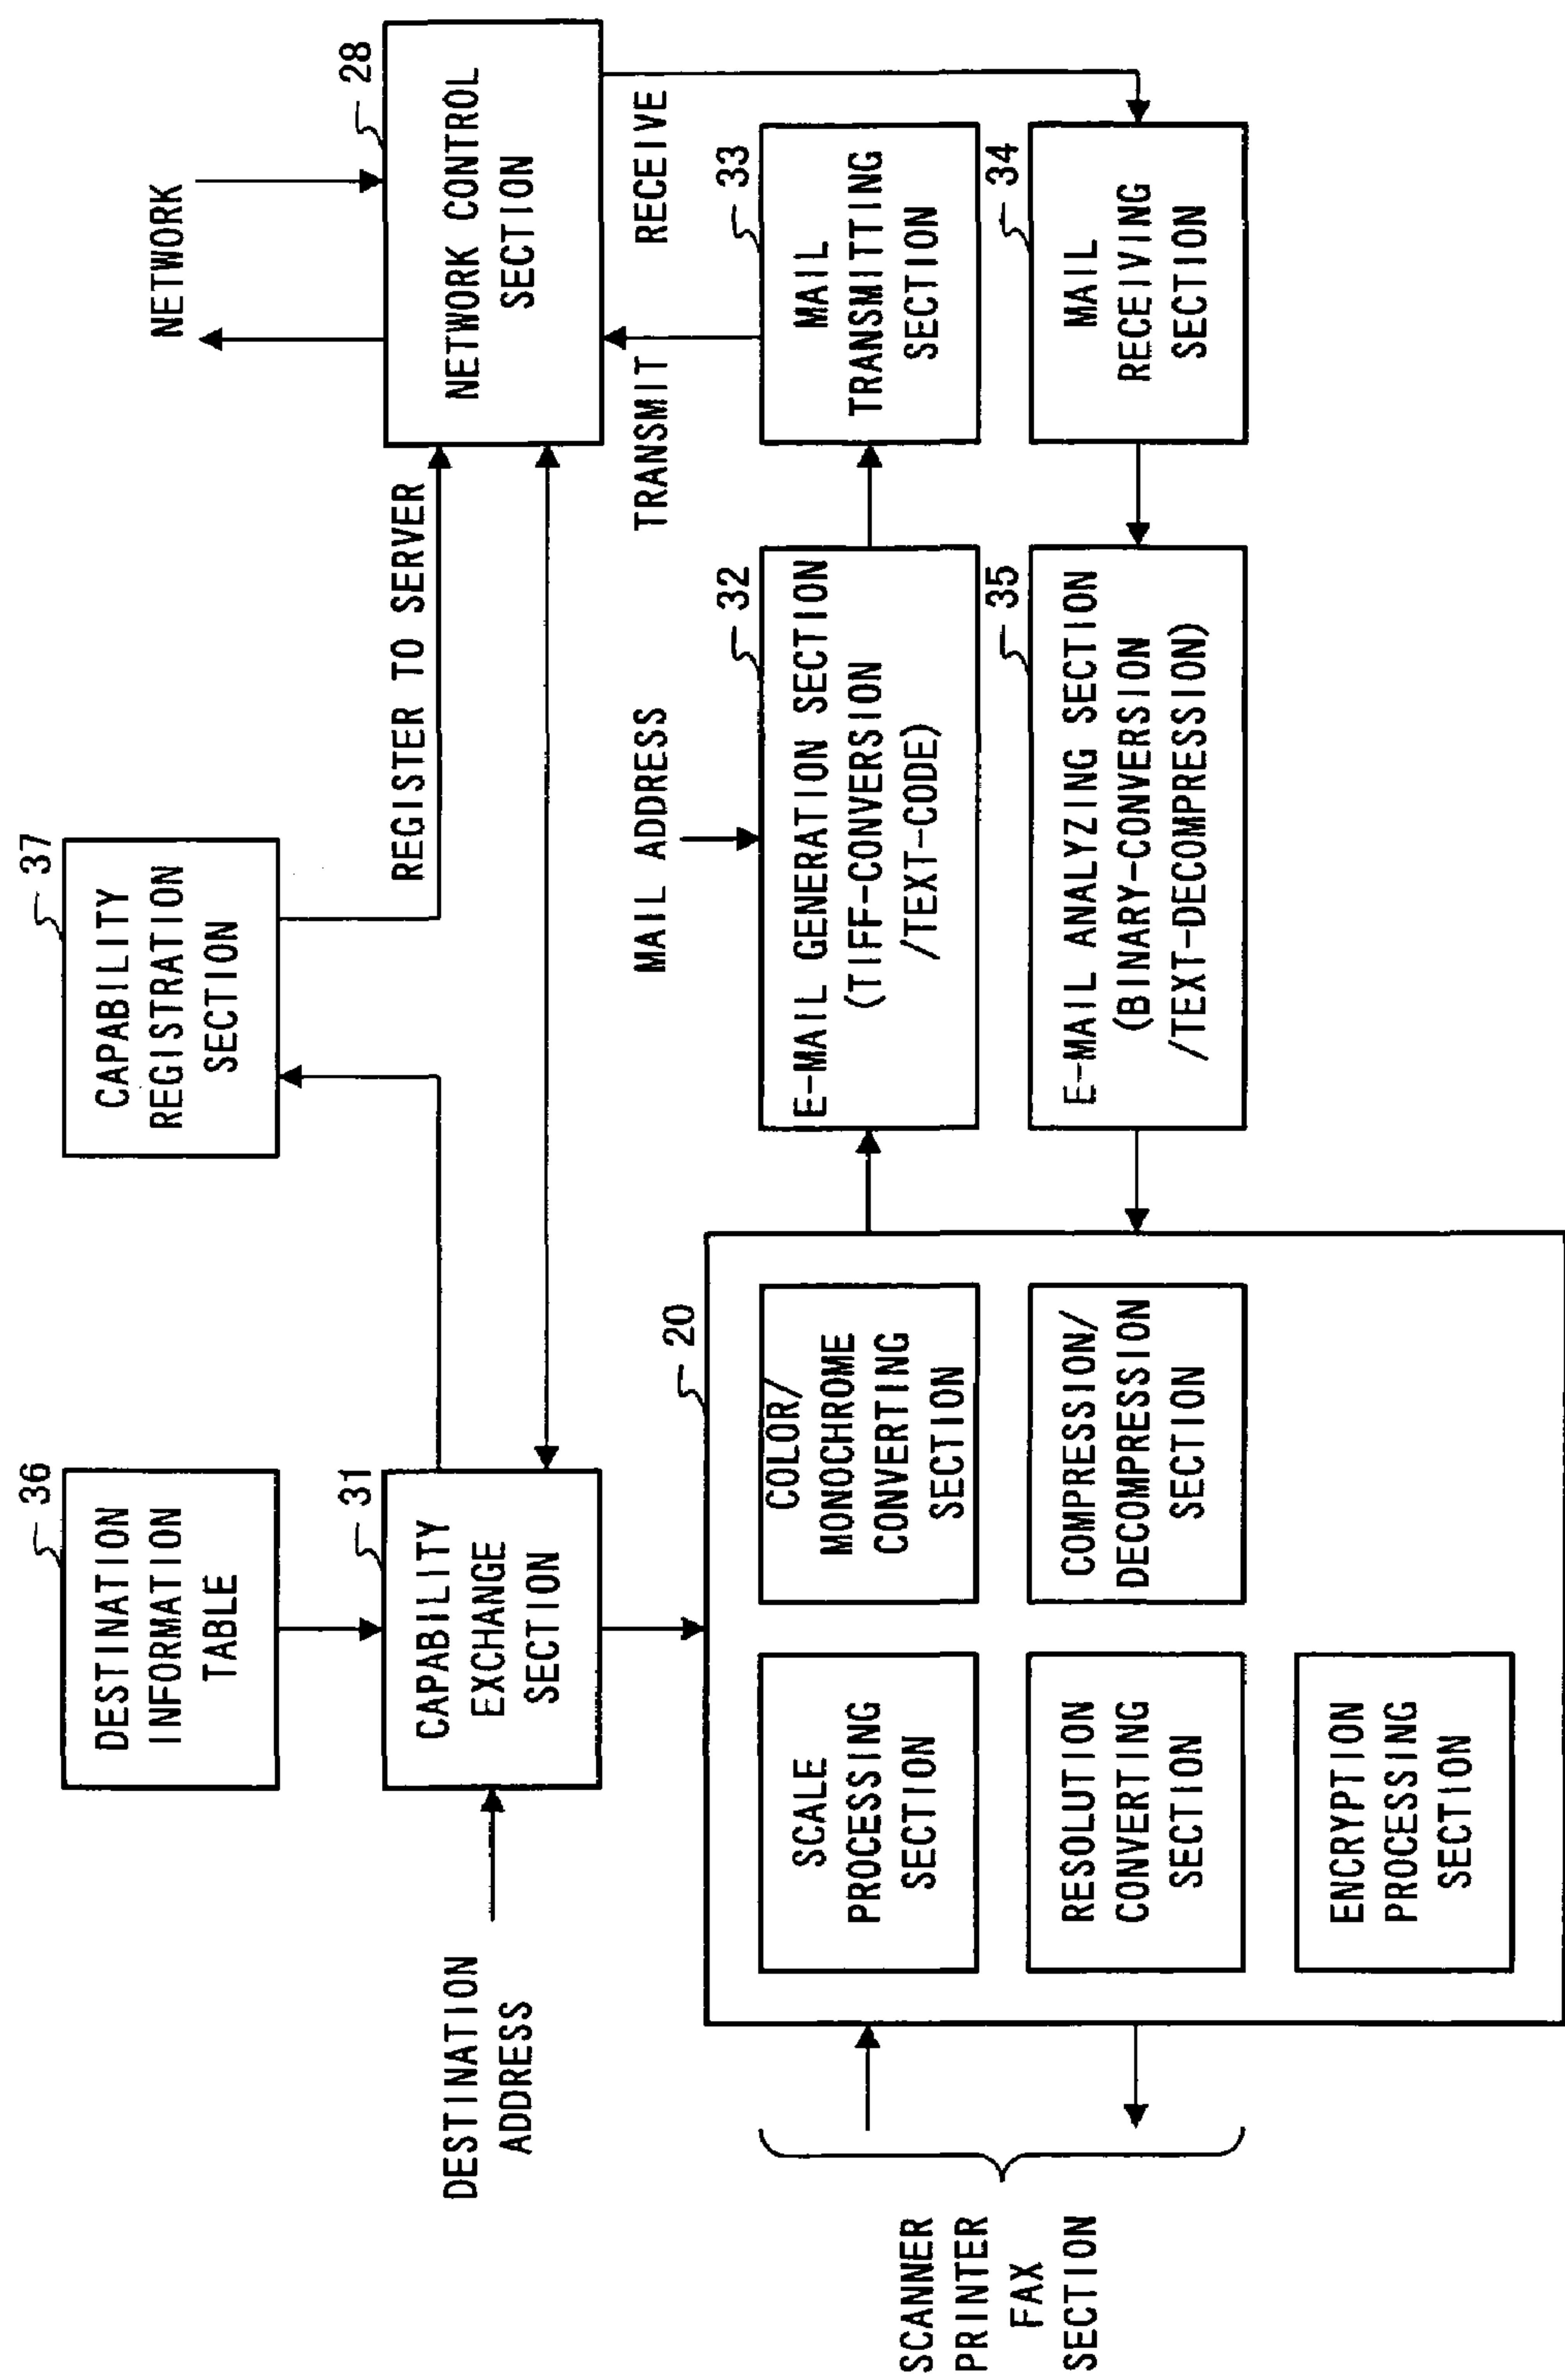 36
DESTINATION
INFORMATION
TABLE
37
CAPABILITY
REGISTRATION
SECTION
NETWORK
31
CAPABILITY
EXCHANGE
SECTION
DESTINATION
ADDRESS
REGISTER TO SERVER
28
NETWORK CONTROL
SECTION
MAIL ADDRESS
TRANSMIT
RECEIVE
20
SCALE
PROCESSING
SECTION
COLOR/
MONOCHROME
CONVERTING
SECTION
RESOLUTION
CONVERTING
SECTION
COMPRESSION/
DECOMPRESSION
SECTION
ENCRYPTION
PROCESSING
SECTION
32
E-MAIL GENERATION SECTION
(TIFF-CONVERSION
/TEXT-CODE)
33
MAIL
TRANSMITTING
SECTION
35
E-MAIL ANALYZING SECTION
(BINARY-CONVERSION
/TEXT-DECOMPRESSION)
34
MAIL
RECEIVING
SECTION
SCANNER
PRINTER
FAX
SECTION